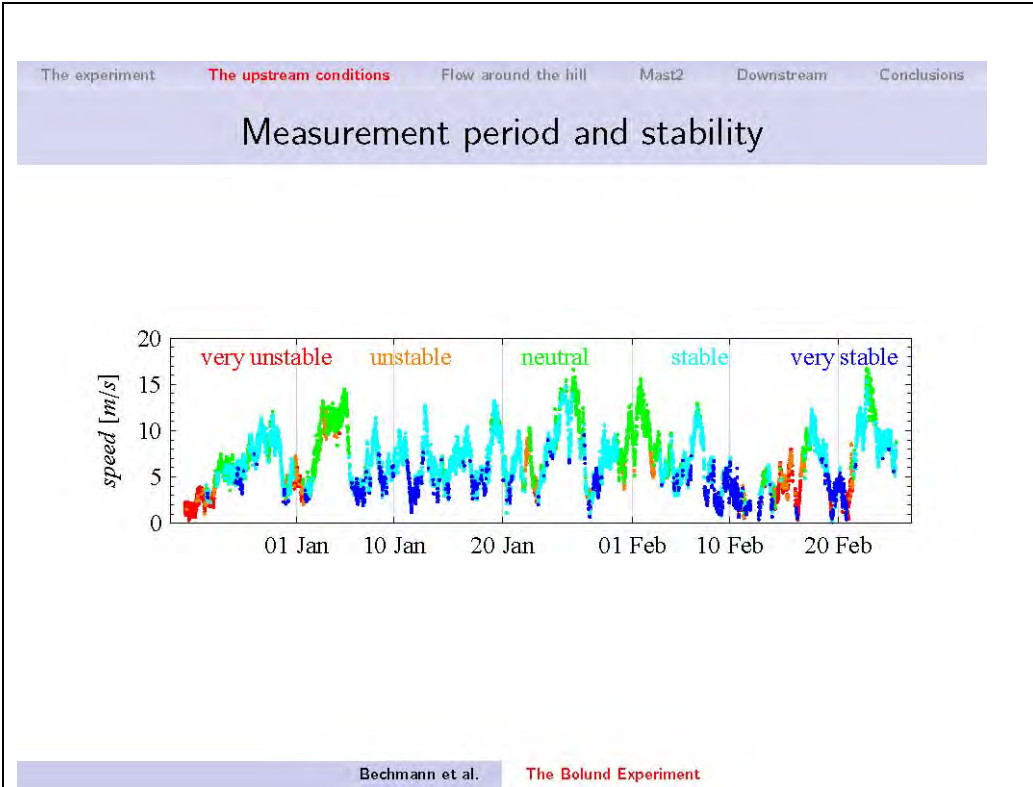 The experiment The upstream conditions Flow around the hill Mast2 Downstream Conclusions
Measurement period and stability
20 very unstable unstable neutral stable very stable
15
10
5
0
speed [m/s]
01 Jan 10 Jan 20 Jan 01 Feb 10 Feb 20 Feb
Bechmann et al. The Bolund Experiment